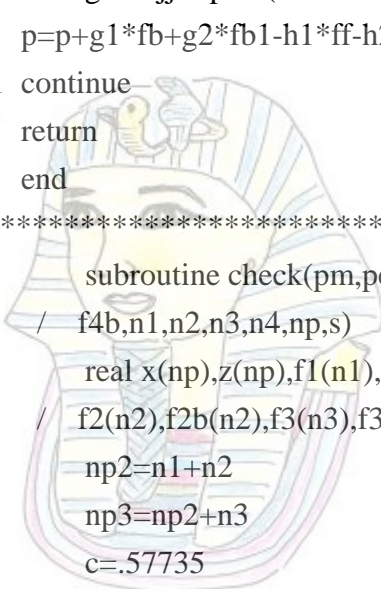 p=p+g1*fb+g2*fb1-h1*ff-h2
continue
return
end
**************************
subroutine check(pm,p
/ f4b,n1,n2,n3,n4,np,s)
real x(np),z(np),f1(n1),
/ f2(n2),f2b(n2),f3(n3),f3
np2=n1+n2
np3=np2+n3
c=.57735